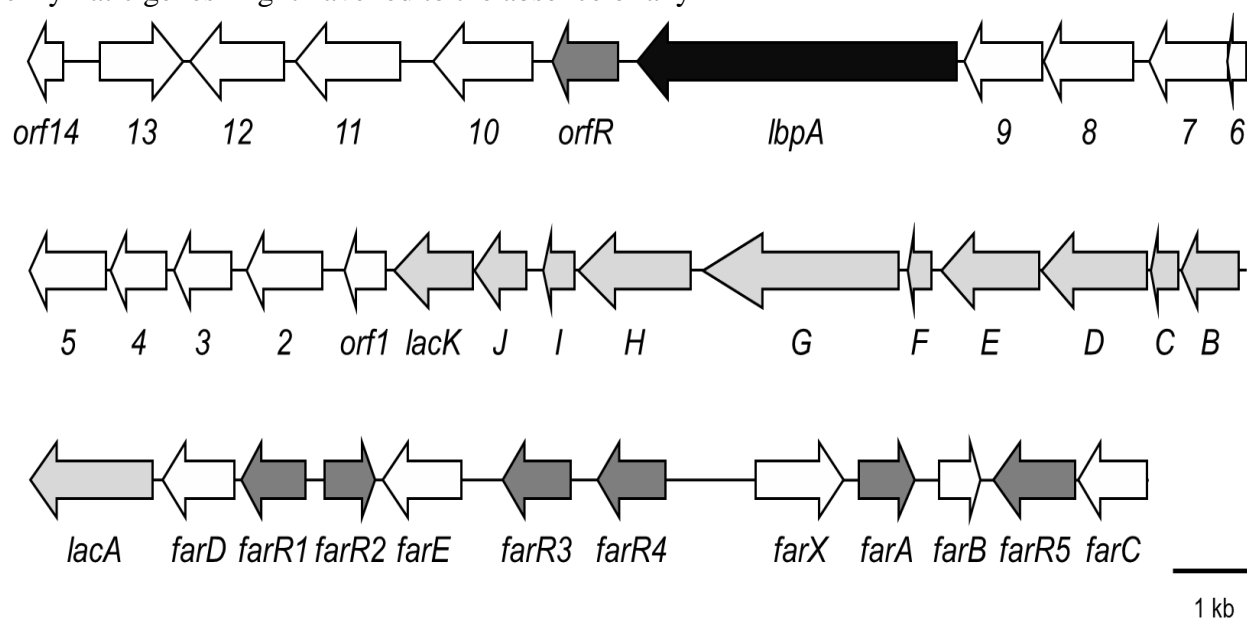 orf14 13 12 11 10 orfR lbpA 9 8 7 6
5 4 3 2 orf1 lacK J I H G F E D C B
lacA farD farR1 farR2 farE farR3 farR4 farX farA farB farR5 farC
1 kb